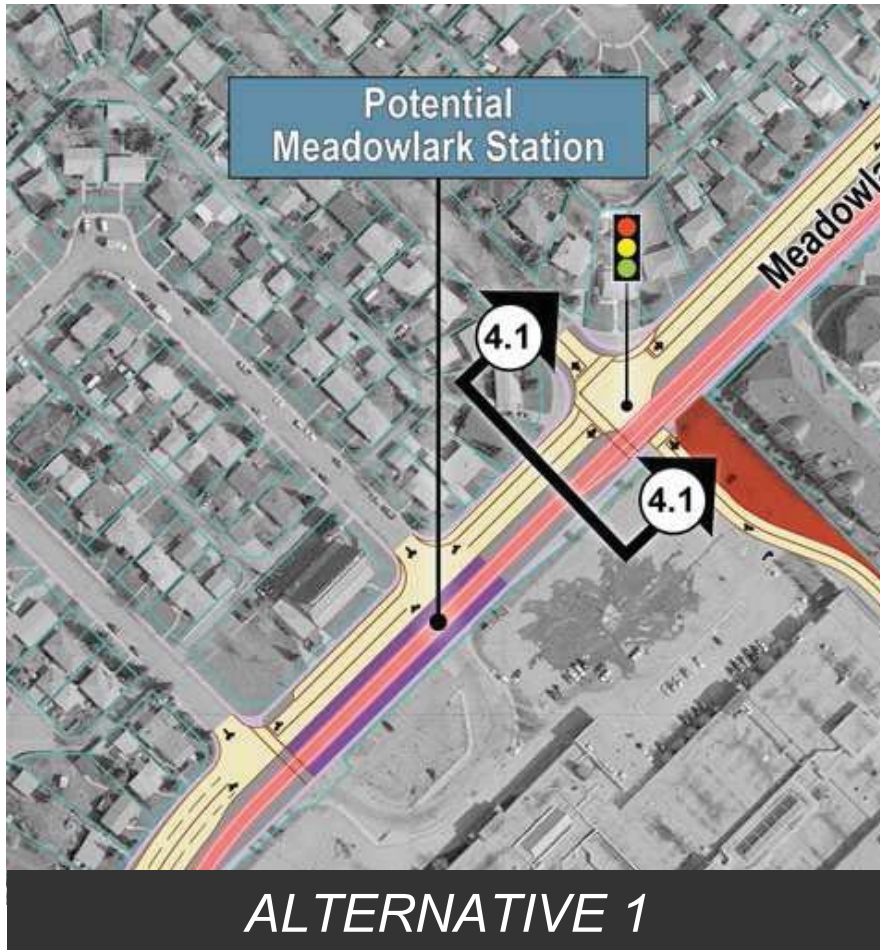 Potential
Meadowlark Station
4.1
4.1
Meadowla
ALTERNATIVE 1